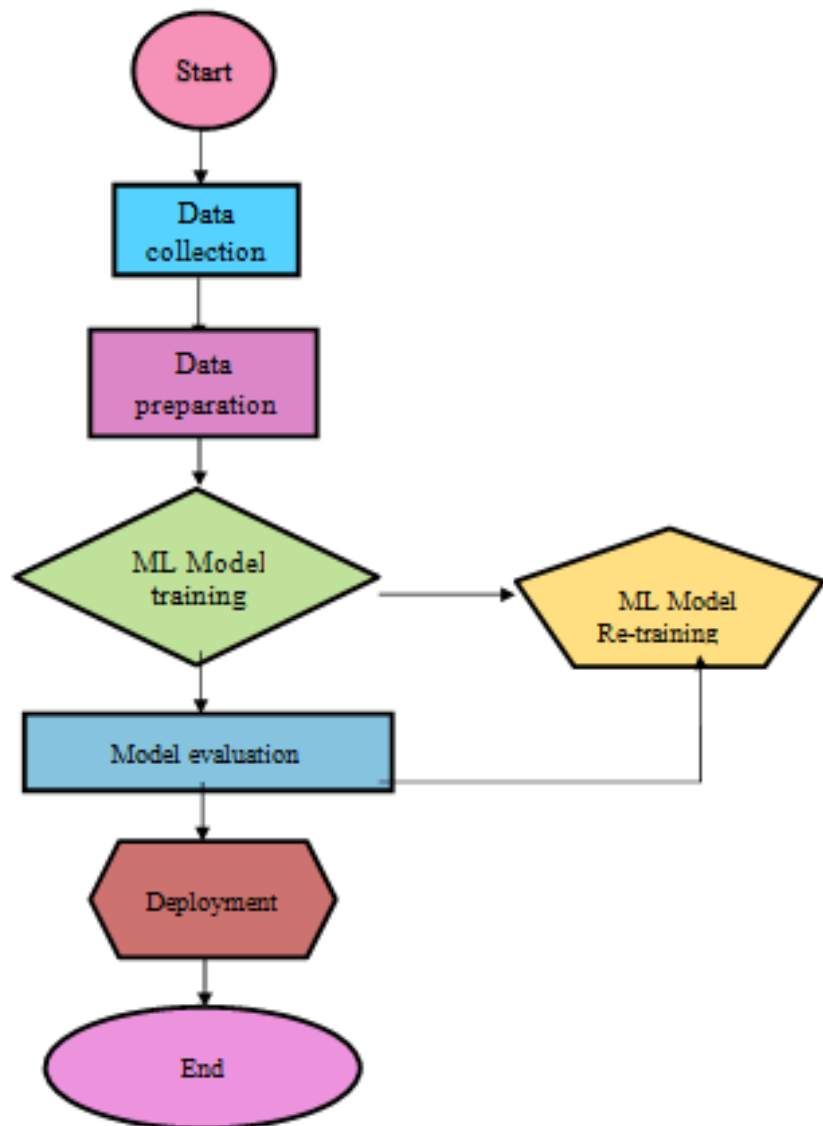 Start
Data
collection
Data
preparation
ML Model
training
ML Model
Re-training
Model evaluation
Deployment
End